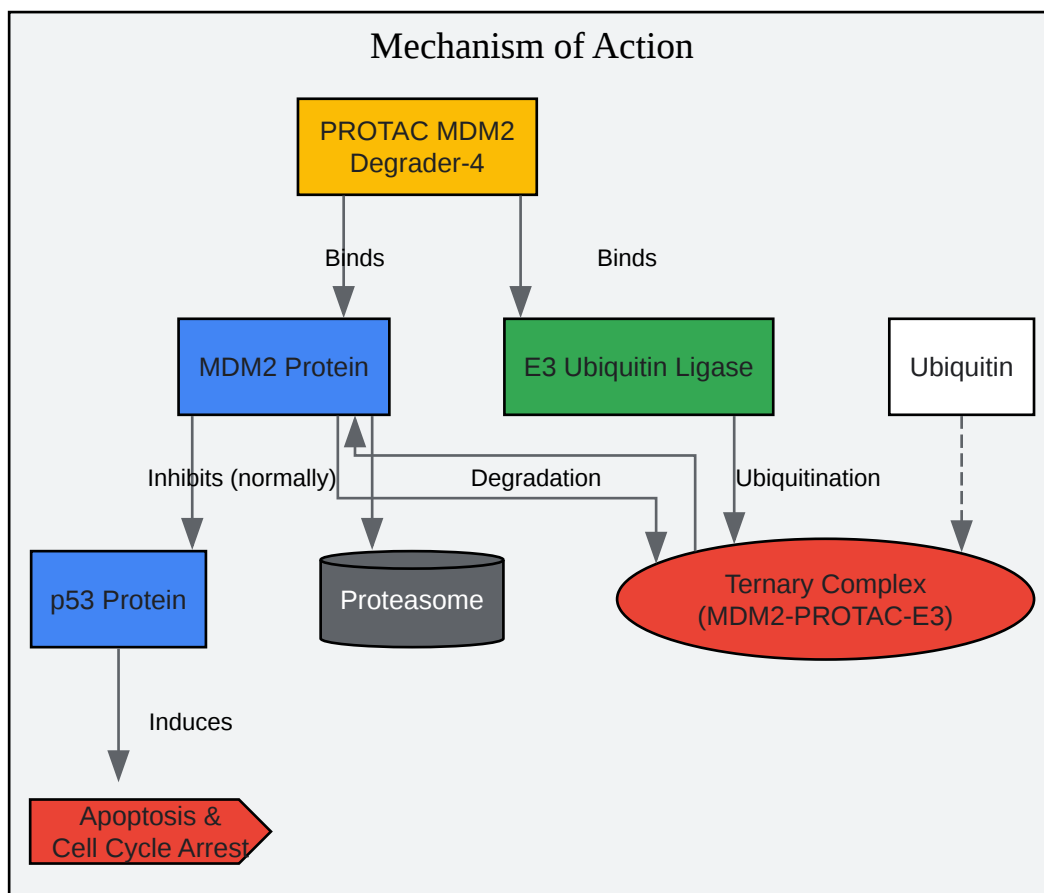 Mechanism of Action
PROTAC MDM2
Degrader-4
Binds
Binds
MDM2 Protein
E3 Ubiquitin Ligase
Ubiquitin
Inhibits (normally)
Degradation
Ubiquitination
p53 Protein
Proteasome
Ternary Complex
(MDM2-PROTAC-E3)
Induces
Apoptosis &
Cell Cycle Arrest